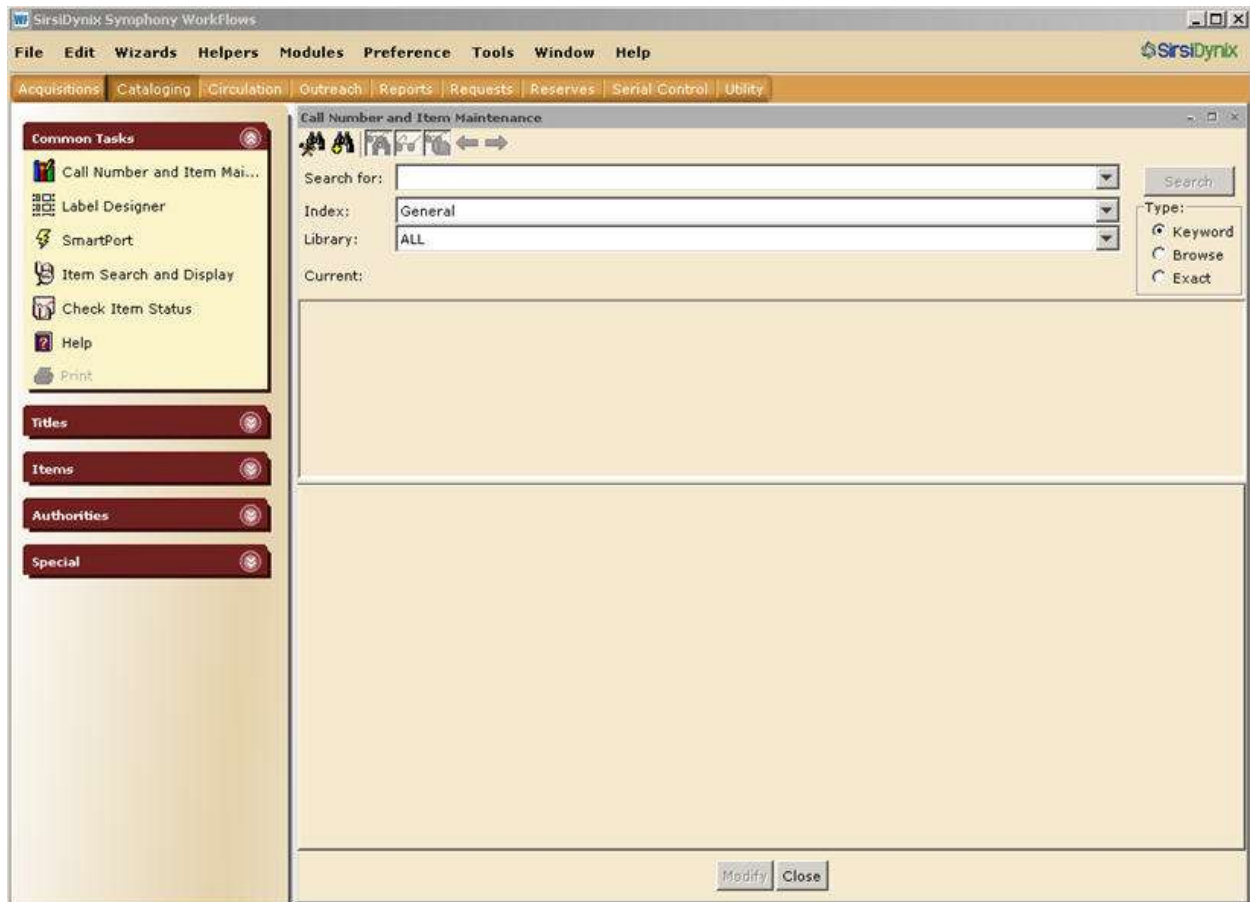 SirsiDynix Symphony WorkFlows
File Edit Wizards Helpers Modules Preference Tools Window Help
SirsiDynix
Acquisitions Cataloging Circulation Outreach Reports Requests Reserves Serial Control Utility
Common Tasks
Call Number and Item Mai...
Label Designer
SmartPort
Item Search and Display
Check Item Status
Help
Print
Titles
Items
Authorities
Special
Call Number and Item Maintenance
Search for:
Search
Index: General
Library: ALL
Current:
Type:
Keyword
Browse
Exact
Modify Close